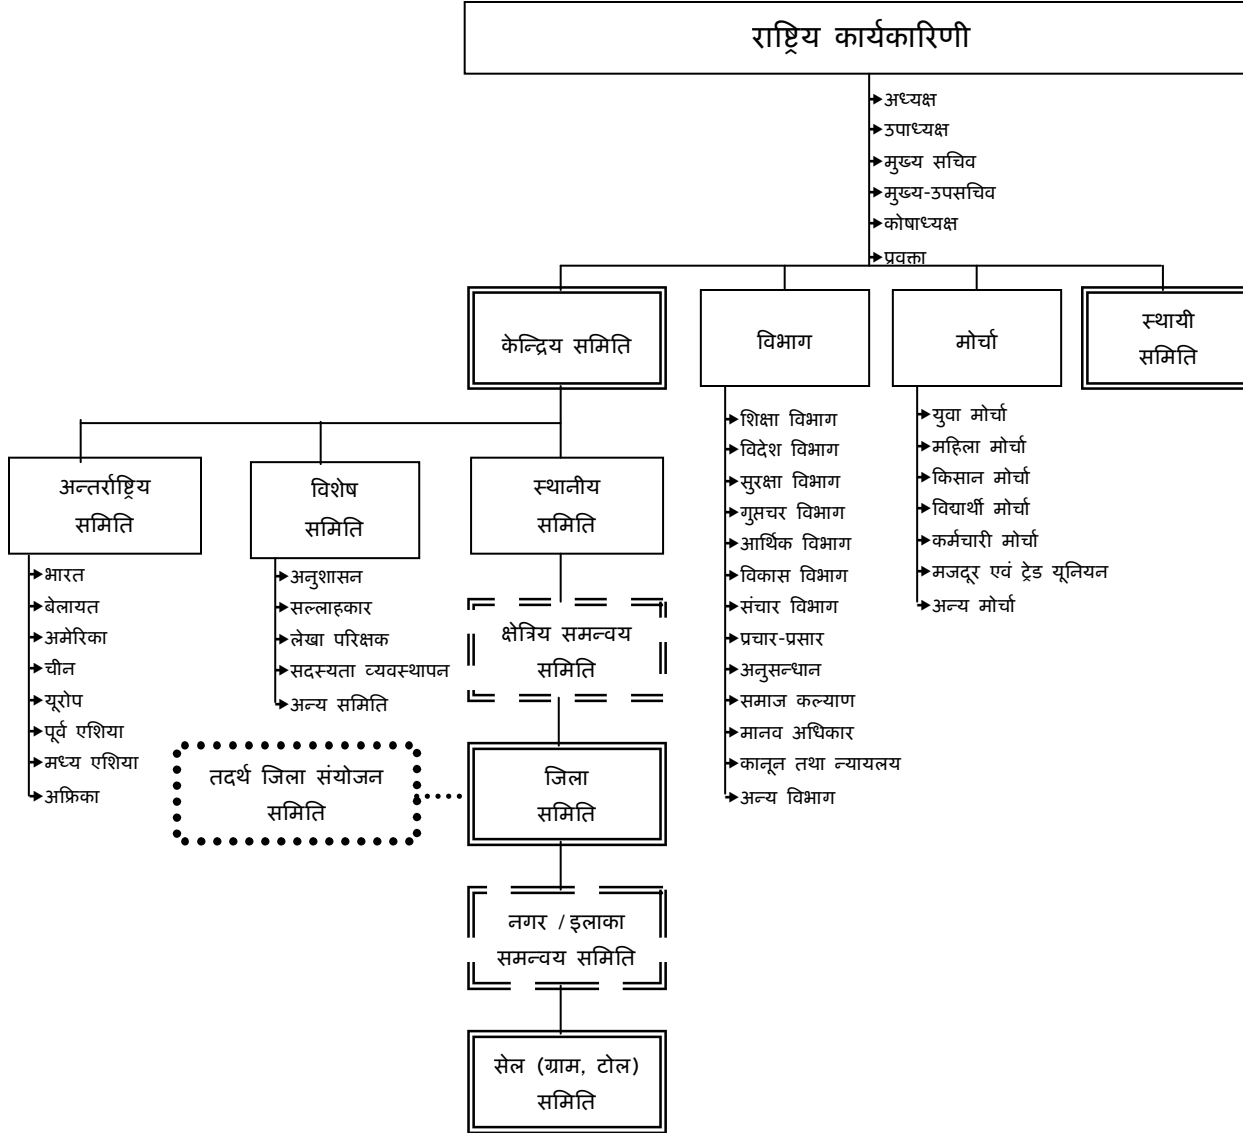 राष्ट्रिय कार्यकारिणी
अध्यक्ष
उपाध्यक्ष
मुख्य सचिव
मुख्य-उपसचिव
कोषाध्यक्ष
प्रवक्ता
केन्द्रिय समिति
विभाग
मोर्चा
स्थायी
समिति
शिक्षा विभाग
विदेश विभाग
सुरक्षा विभाग
गुप्तचर विभाग
आर्थिक विभाग
विकास विभाग
संचार विभाग
प्रचार-प्रसार
अनुसन्धान
समाज कल्याण
मानव अधिकार
कानून तथा न्यायलय
अन्य विभाग
युवा मोर्चा
महिला मोर्चा
किसान मोर्चा
विद्यार्थी मोर्चा
कर्मचारी मोर्चा
मजदूर एवं ट्रेड यूनियन
अन्य मोर्चा
अन्तर्राष्ट्रिय
समिति
विशेष
समिति
स्थानीय
समिति
भारत
बेलायत
अमेरिका
चीन
यूरोप
पूर्व एशिया
मध्य एशिया
अफ्रिका
अनुशासन
सल्लाहकार
लेखा परिक्षक
सदस्यता व्यवस्थापन
अन्य समिति
क्षेत्रिय समन्वय
समिति
तदर्थ जिला संयोजन
समिति
जिला
समिति
नगर / इलाका
समन्वय समिति
सेल (ग्राम, टोल)
समिति